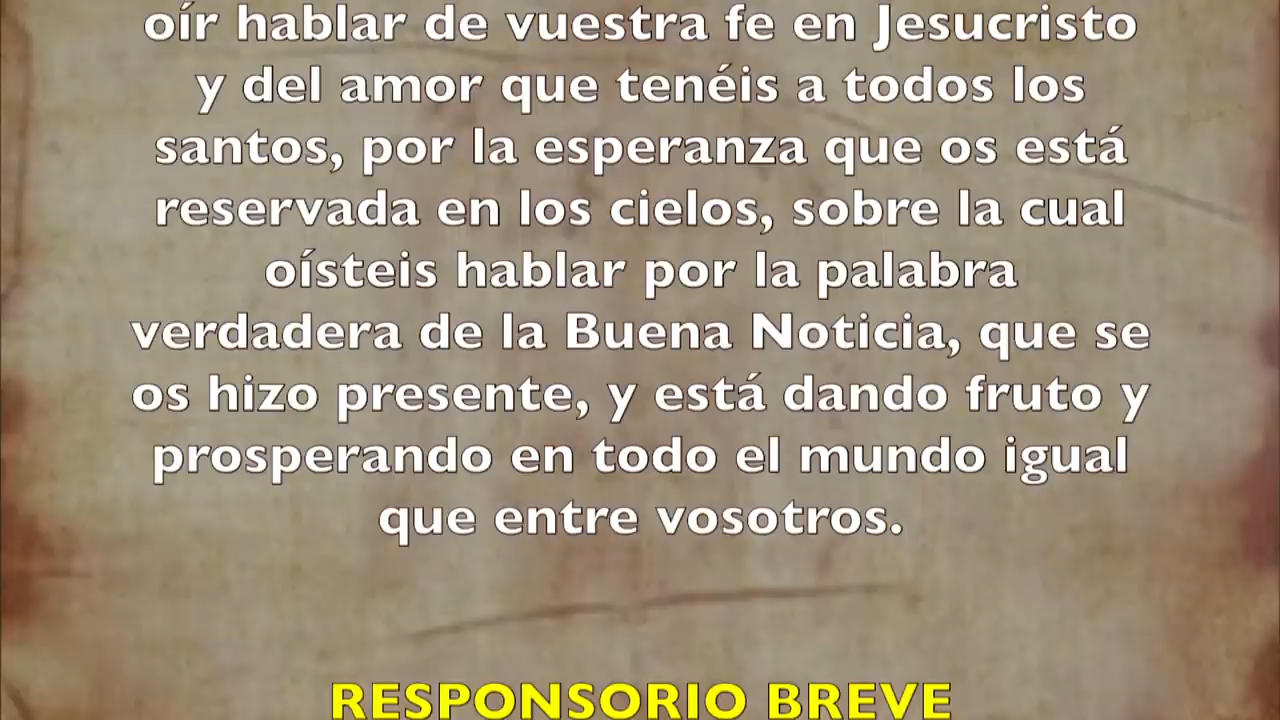 oír hablar de vuestra fe en Jesucristo
y del amor que tenéis a todos los
santos, por la esperanza que os está
reservada en los cielos, sobre la cual
oísteis hablar por la palabra
verdadera de la Buena Noticia, que se
os hizo presente, y está dando fruto y
prosperando en todo el mundo igual
que entre vosotros.
RESPONSORIO BREVE